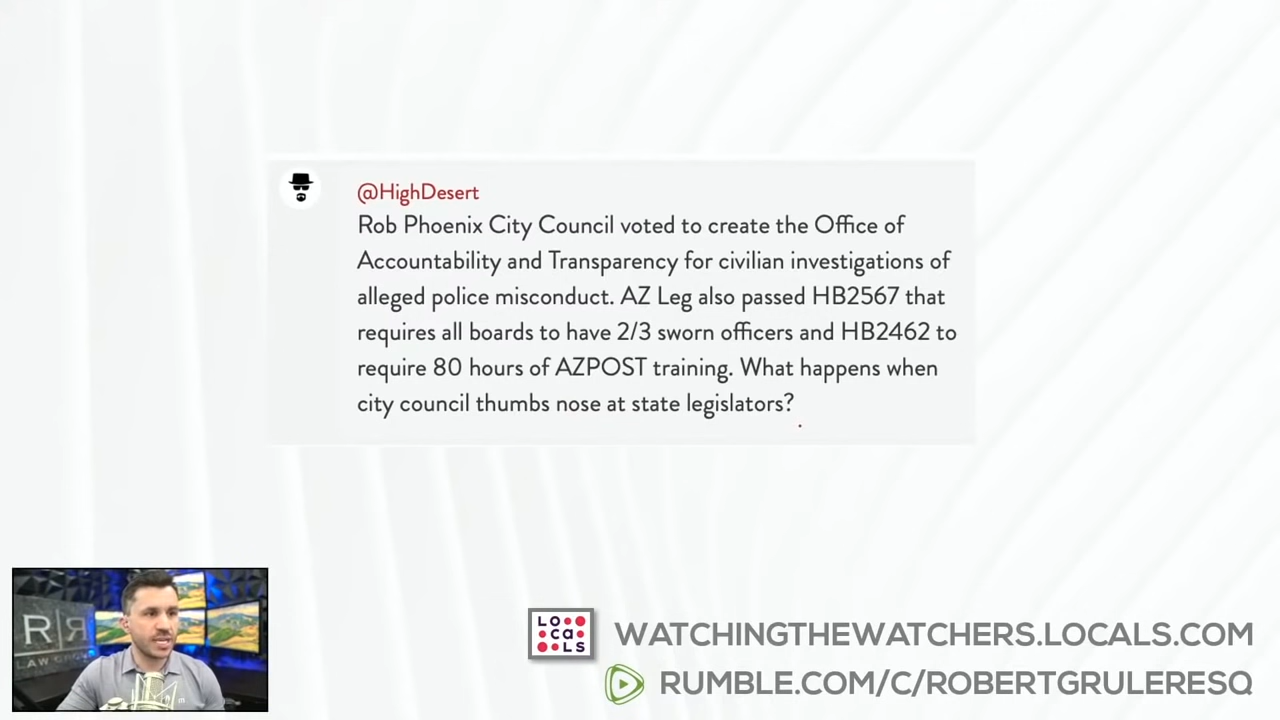 @HighDesert
Rob Phoenix City Council voted to create the Office of
Accountability and Transparency for civilian investigations of
alleged police misconduct. AZ Leg also passed HB2567 that
requires all boards to have 2/3 sworn officers and HB2462 to
require 80 hours of AZPOST training. What happens when
city council thumbs nose at state legislators?
R|R
LAW GROUP
LOCALS
WATCHINGTHEWATCHERS.LOCALS.COM
RUMBLE.COM/C/ROBERTGRULERESQ